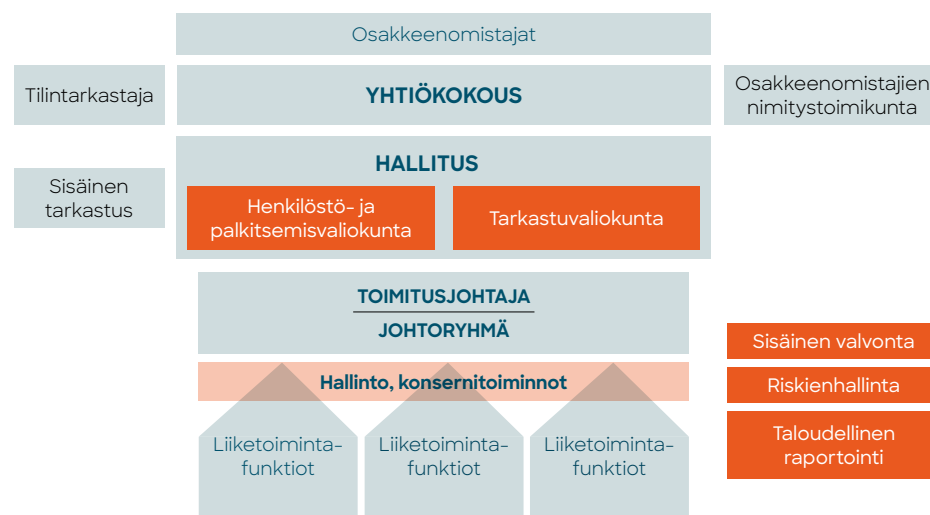 Osakkeenomistajat
Tilintarkastaja
YHTIÖKOKOUS
Osakkeenomistajien
nimitystoimikunta
HALLITUS
Sisäinen
tarkastus
Henkilöstö- ja
palkitsemisvaliokunta
Tarkastuvaliokunta
TOIMITUSJOHTAJA
JOHTORYHMÄ
Sisäinen valvonta
Hallinto, konsernitoiminnot
Riskienhallinta
Liiketoiminta-
funktiot
Liiketoiminta-
funktiot
Liiketoiminta-
funktiot
Taloudellinen
raportointi